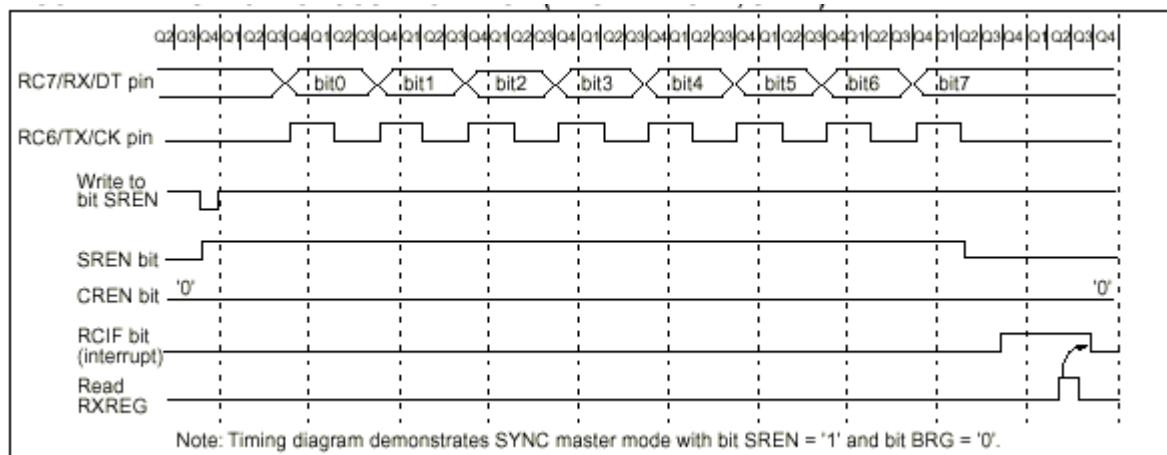 Q2 Q3 Q4 Q1 Q2 Q3 Q4 Q1 Q2 Q3 Q4 Q1 Q2 Q3 Q4 Q1 Q2 Q3 Q4 Q1 Q2 Q3 Q4 Q1 Q2 Q3 Q4 Q1 Q2 Q3 Q4 Q1 Q2 Q3 Q4 Q1 Q2 Q3 Q4 Q1 Q2 Q3 Q4
RC7/RX/DT pin bit0 bit1 bit2 bit3 bit4 bit5 bit6 bit7
RC6/TX/CK pin
Write to
bit SREN
SREN bit
CREN bit '0' '0'
RCIF bit
(interrupt)
Read
RXREG
Note: Timing diagram demonstrates SYNC master mode with bit SREN = '1' and bit BRG = '0'.